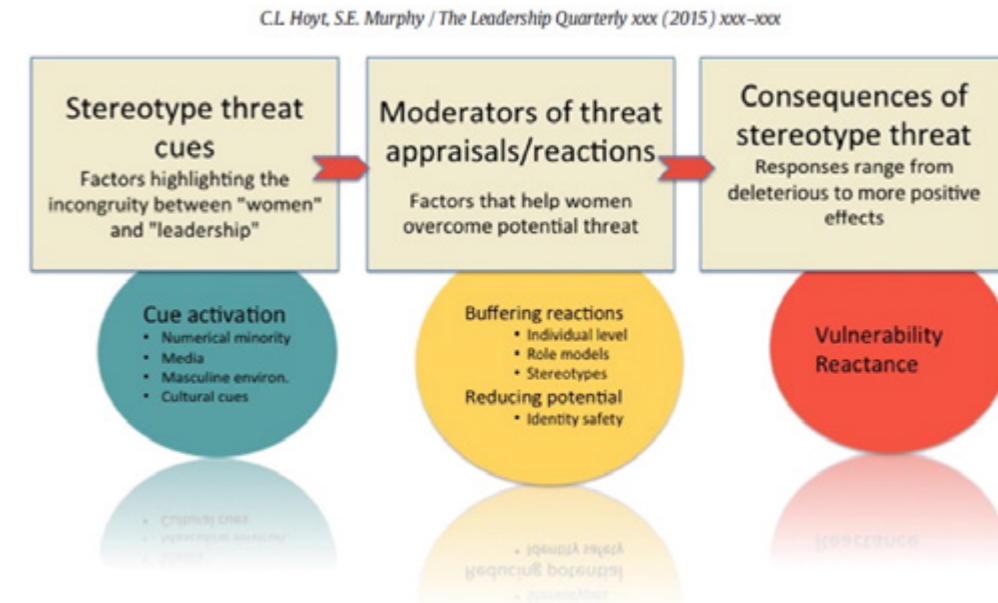 C.L. Hoyt, S.E. Murphy / The Leadership Quarterly xxx (2015) xxx–xxx
Stereotype threat
cues
Factors highlighting the
incongruity between "women"
and "leadership"
Moderators of threat
appraisals/reactions
Factors that help women
overcome potential threat
Consequences of
stereotype threat
Responses range from
deleterious to more positive
effects
Cue activation
• Numerical minority
• Media
• Masculine environ.
• Cultural cues
Buffering reactions
• Individual level
• Role models
• Stereotypes
Reducing potential
• Identity safety
Vulnerability
Reactance